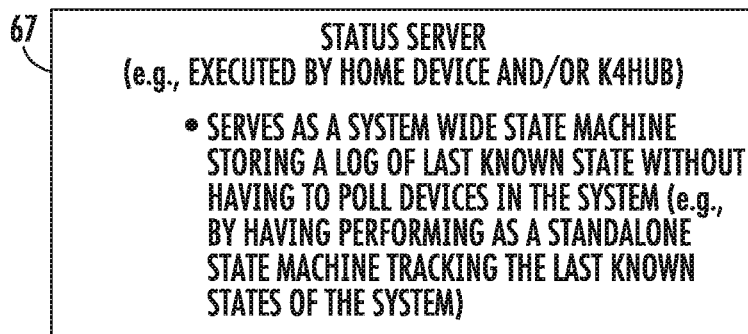 67
STATUS SERVER
(e.g., EXECUTED BY HOME DEVICE AND/OR K4HUB)
• SERVES AS A SYSTEM WIDE STATE MACHINE
STORING A LOG OF LAST KNOWN STATE WITHOUT
HAVING TO POLL DEVICES IN THE SYSTEM (e.g.,
BY HAVING PERFORMING AS A STANDALONE
STATE MACHINE TRACKING THE LAST KNOWN
STATES OF THE SYSTEM)